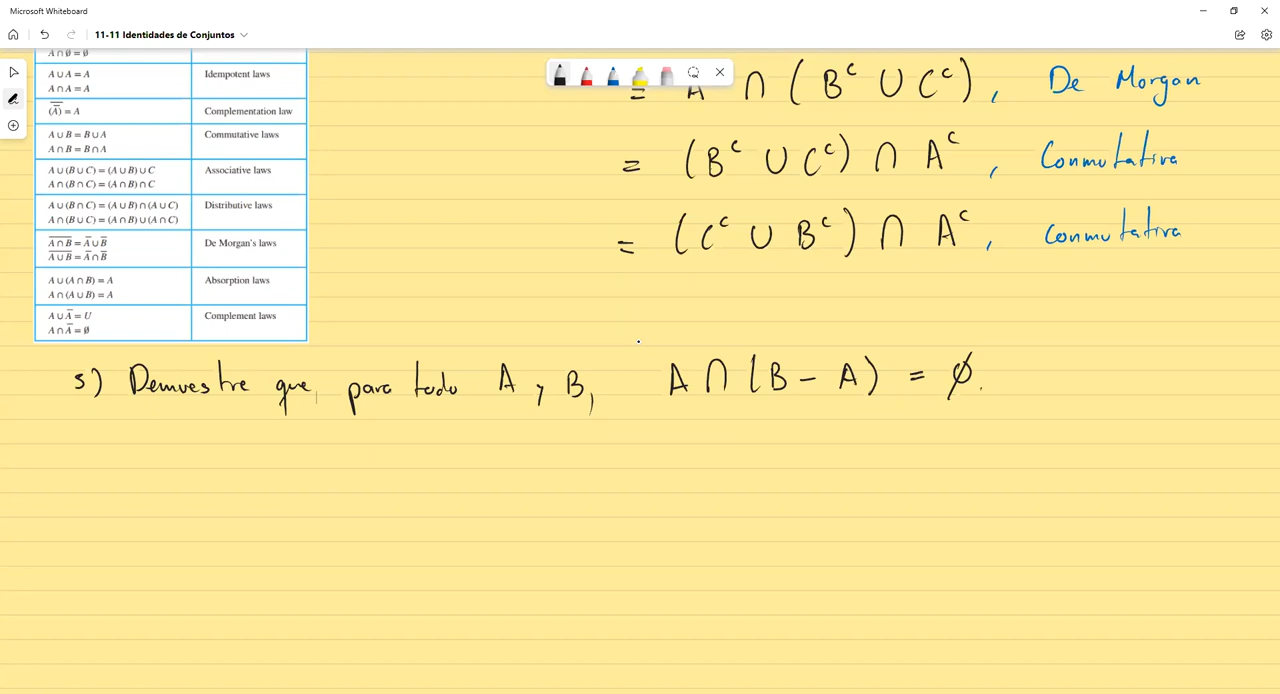 Microsoft Whiteboard
11-11 Identidades de Conjuntos
A ∩ ∅ = ∅
A ∪ A = A Idempotent laws
A ∩ A = A
(A̿) = A Complementation law
A ∪ B = B ∪ A Commutative laws
A ∩ B = B ∩ A
A ∪ (B ∪ C) = (A ∪ B) ∪ C Associative laws
A ∩ (B ∩ C) = (A ∩ B) ∩ C
A ∪ (B ∩ C) = (A ∪ B) ∩ (A ∪ C) Distributive laws
A ∩ (B ∪ C) = (A ∩ B) ∪ (A ∩ C)
A̅ ̅∩̅ ̅B̅ = A̅ ∪ B̅ De Morgan's laws
A̅ ̅∪̅ ̅B̅ = A̅ ∩ B̅
A ∪ (A ∩ B) = A Absorption laws
A ∩ (A ∪ B) = A
A ∪ A̅ = U Complement laws
A ∩ A̅ = ∅
= A ∩ (Bᶜ ∪ Cᶜ), De Morgan
= (Bᶜ ∪ Cᶜ) ∩ Aᶜ, Conmutativa
= (Cᶜ ∪ Bᶜ) ∩ Aᶜ, Conmutativa
5) Demuestre que, para todo A y B, A ∩ (B − A) = ∅.